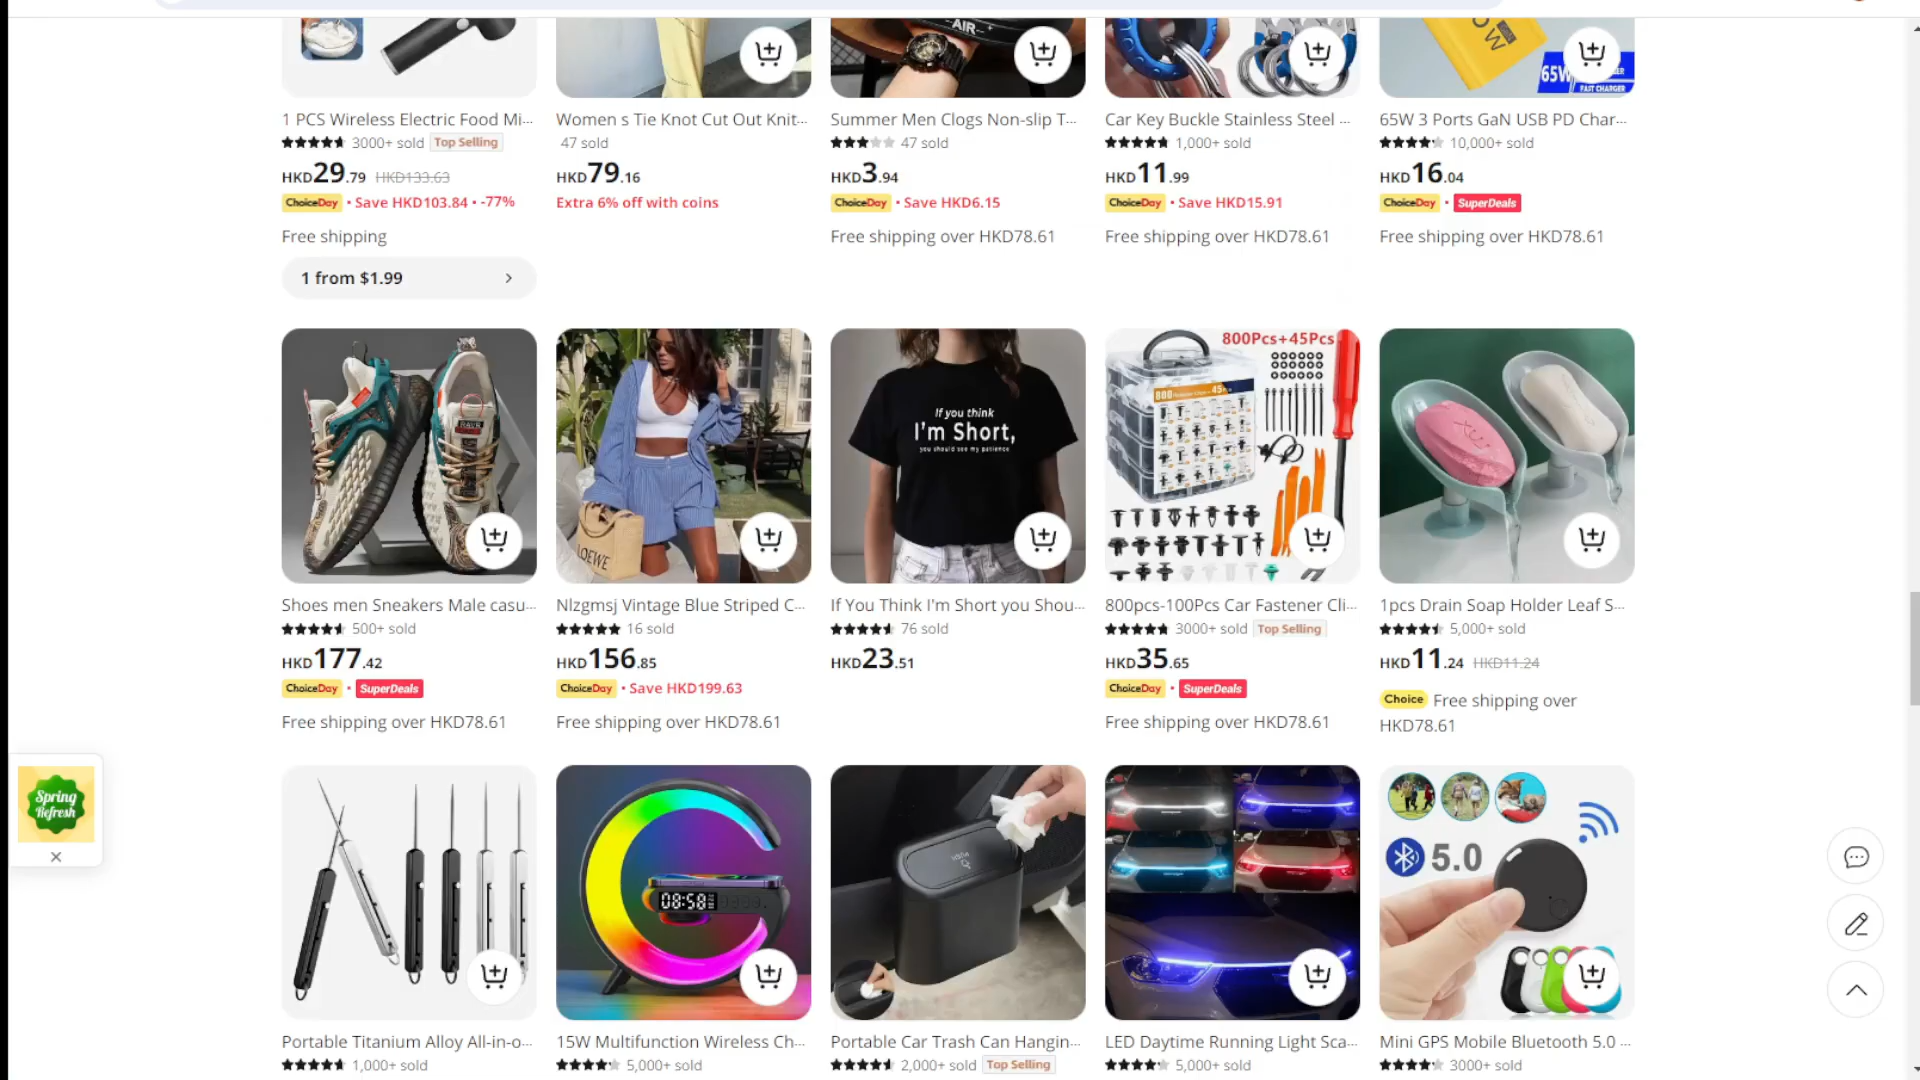 AIR
65W
FAST CHARGER
1 PCS Wireless Electric Food Mi...
3000+ sold Top Selling
HKD29.79 HKD133.63
ChoiceDay · Save HKD103.84 · -77%
Free shipping
1 from $1.99
Women s Tie Knot Cut Out Knit...
47 sold
HKD79.16
Extra 6% off with coins
Summer Men Clogs Non-slip T...
47 sold
HKD3.94
ChoiceDay · Save HKD6.15
Free shipping over HKD78.61
Car Key Buckle Stainless Steel ...
1,000+ sold
HKD11.99
ChoiceDay · Save HKD15.91
Free shipping over HKD78.61
65W 3 Ports GaN USB PD Char...
10,000+ sold
HKD16.04
ChoiceDay · SuperDeals
Free shipping over HKD78.61
Shoes men Sneakers Male casu...
500+ sold
HKD177.42
ChoiceDay · SuperDeals
Free shipping over HKD78.61
LOEWE
Nlzgmsj Vintage Blue Striped C...
16 sold
HKD156.85
ChoiceDay · Save HKD199.63
Free shipping over HKD78.61
If you think
I'm Short,
you should see my patience
If You Think I'm Short you Shou...
76 sold
HKD23.51
800Pcs+45Pcs
800pcs-100Pcs Car Fastener Cli...
3000+ sold Top Selling
HKD35.65
ChoiceDay · SuperDeals
Free shipping over HKD78.61
1pcs Drain Soap Holder Leaf S...
5,000+ sold
HKD11.24 HKD11.24
Choice Free shipping over
HKD78.61
Spring
Refresh
Portable Titanium Alloy All-in-o...
1,000+ sold
08:58
15W Multifunction Wireless Ch...
5,000+ sold
Portable Car Trash Can Hangin...
2,000+ sold Top Selling
LED Daytime Running Light Sca...
5,000+ sold
5.0
Mini GPS Mobile Bluetooth 5.0 ...
3000+ sold